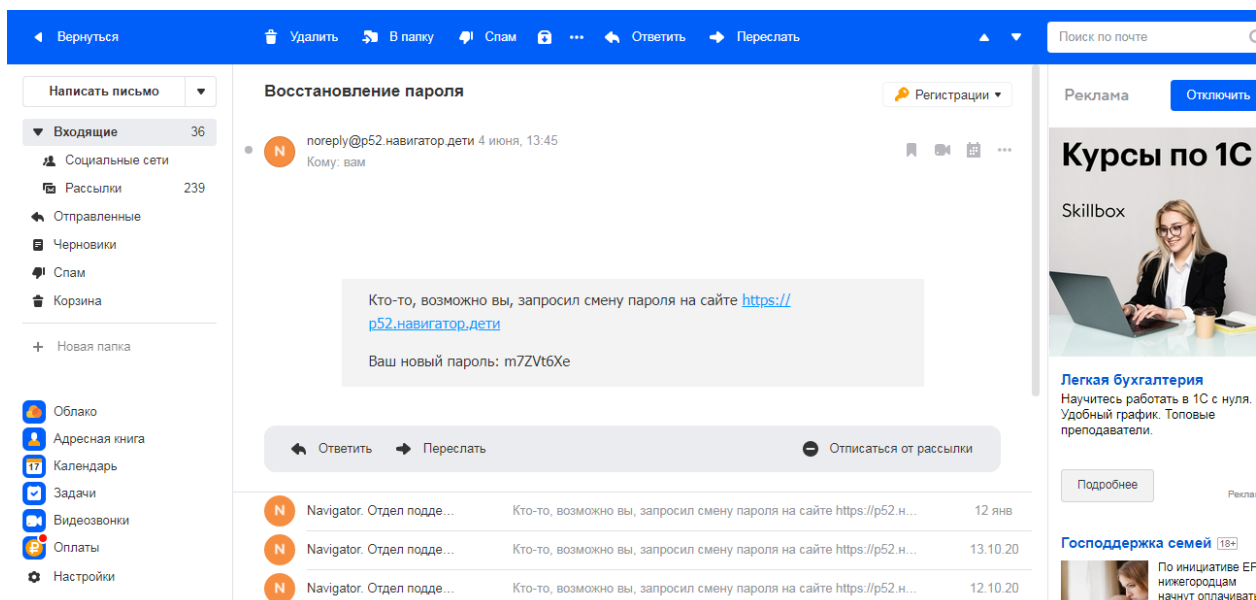 Вернуться
Удалить
В папку
Спам
Ответить
Переслать
Поиск по почте
Написать письмо
Входящие 36
Социальные сети
Рассылки 239
Отправленные
Черновики
Спам
Корзина
Новая папка
Облако
Адресная книга
17 Календарь
Задачи
Видеозвонки
Оплаты
Настройки
Восстановление пароля
Регистрации
N
noreply@p52.навигатор.дети 4 июня, 13:45
Кому: вам
Кто-то, возможно вы, запросил смену пароля на сайте https://
p52.навигатор.дети
Ваш новый пароль: m7ZVt6Xe
Ответить
Переслать
Отписаться от рассылки
N Navigator. Отдел подде... Кто-то, возможно вы, запросил смену пароля на сайте https://p52.н... 12 янв
N Navigator. Отдел подде... Кто-то, возможно вы, запросил смену пароля на сайте https://p52.н... 13.10.20
N Navigator. Отдел подде... Кто-то, возможно вы, запросил смену пароля на сайте https://p52.н... 12.10.20
Реклама
Отключить
Курсы по 1С
Skillbox
Легкая бухгалтерия
Научитесь работать в 1С с нуля.
Удобный график. Топовые
преподаватели.
Подробнее
Господдержка семей 18+
По инициативе
нижегородцам
начнут